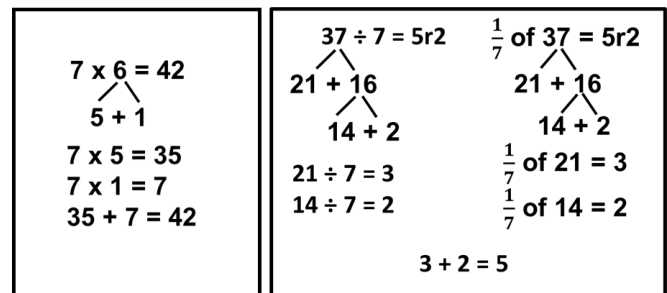 7 x 6 = 42
5 + 1
7 x 5 = 35
7 x 1 = 7
35 + 7 = 42
37 ÷ 7 = 5r2
21 + 16
14 + 2
21 ÷ 7 = 3
14 ÷ 7 = 2
1/7 of 37 = 5r2
21 + 16
14 + 2
1/7 of 21 = 3
1/7 of 14 = 2
3 + 2 = 5